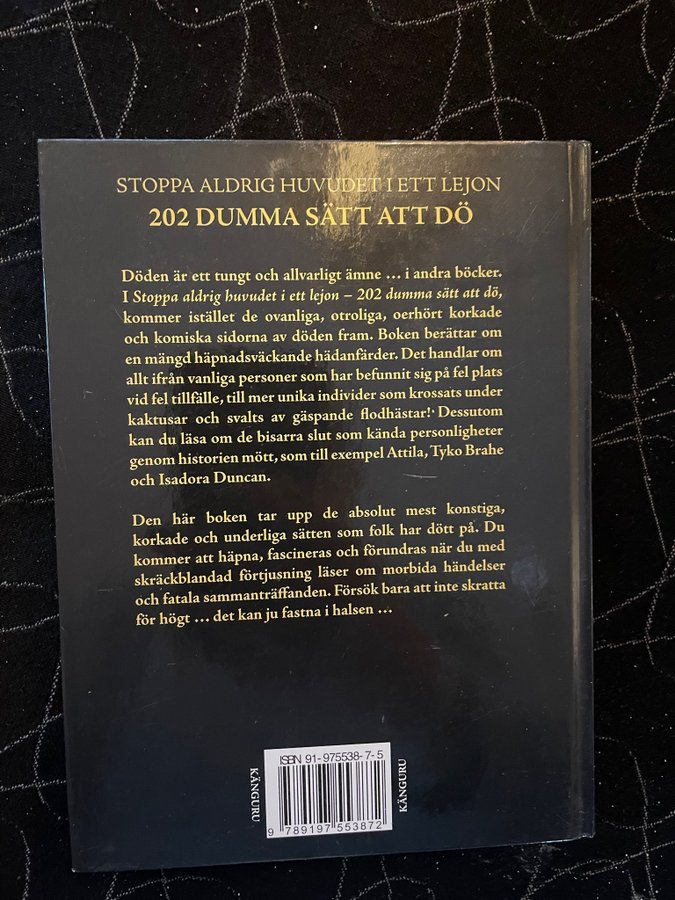 STOPPA ALDRIG HUVUDET I ETT LEJON
202 DUMMA SÄTT ATT DÖ
Döden är ett tungt och allvarligt ämne … i andra böcker.
I Stoppa aldrig huvudet i ett lejon – 202 dumma sätt att dö,
kommer istället de ovanliga, otroliga, oerhört korkade
och komiska sidorna av döden fram. Boken berättar om
en mängd häpnadsväckande hädanfärder. Det handlar om
allt ifrån vanliga personer som har befunnit sig på fel plats
vid fel tillfälle, till mer unika individer som krossats under
kaktusar och svalts av gäspande flodhästar! Dessutom
kan du läsa om de bisarra slut som kända personligheter
genom historien mött, som till exempel Attila, Tyko Brahe
och Isadora Duncan.
Den här boken tar upp de absolut mest konstiga,
korkade och underliga sätten som folk har dött på. Du
kommer att häpna, fascineras och förundras när du med
skräckblandad förtjusning läser om morbida händelser
och fatala sammanträffanden. Försök bara att inte skratta
för högt … det kan ju fastna i halsen …
KÄNGURU
ISBN 91-975538-7-5
9 789197 553872
KÄNGURU